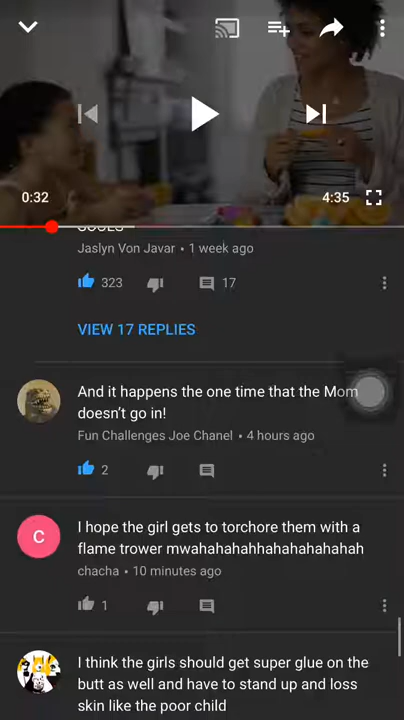 0:32
4:35
Jaslyn Von Javar • 1 week ago
323
17
VIEW 17 REPLIES
And it happens the one time that the Mom
doesn't go in!
Fun Challenges Joe Chanel • 4 hours ago
2
C
I hope the girl gets to torchore them with a
flame trower mwahahahahhahahahahahah
chacha • 10 minutes ago
1
I think the girls should get super glue on the
butt as well and have to stand up and loss
skin like the poor child